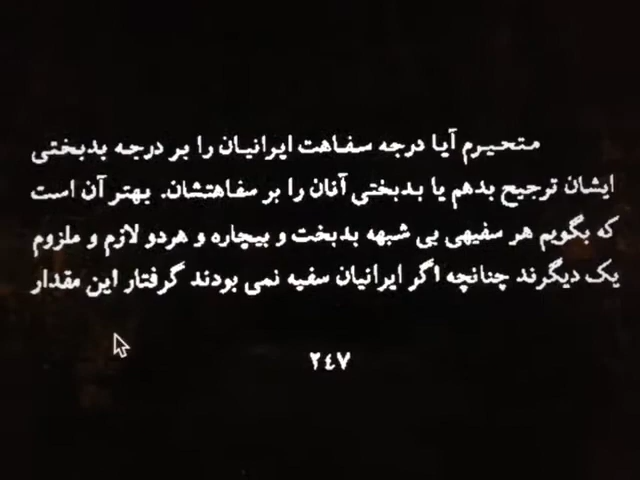 متحیرم آیا درجه سفاهت ایرانیان را بر درجه بدبختی
ایشان ترجیح بدهم یا بدبختی آنان را بر سفاهتشان. بهتر آن است
که بگویم هر سفیهی بی شبهه بدبخت و بیچاره و هردو لازم و ملزوم
یک دیگرند چنانچه اگر ایرانیان سفیه نمی بودند گرفتار این مقدار
٢٤٧